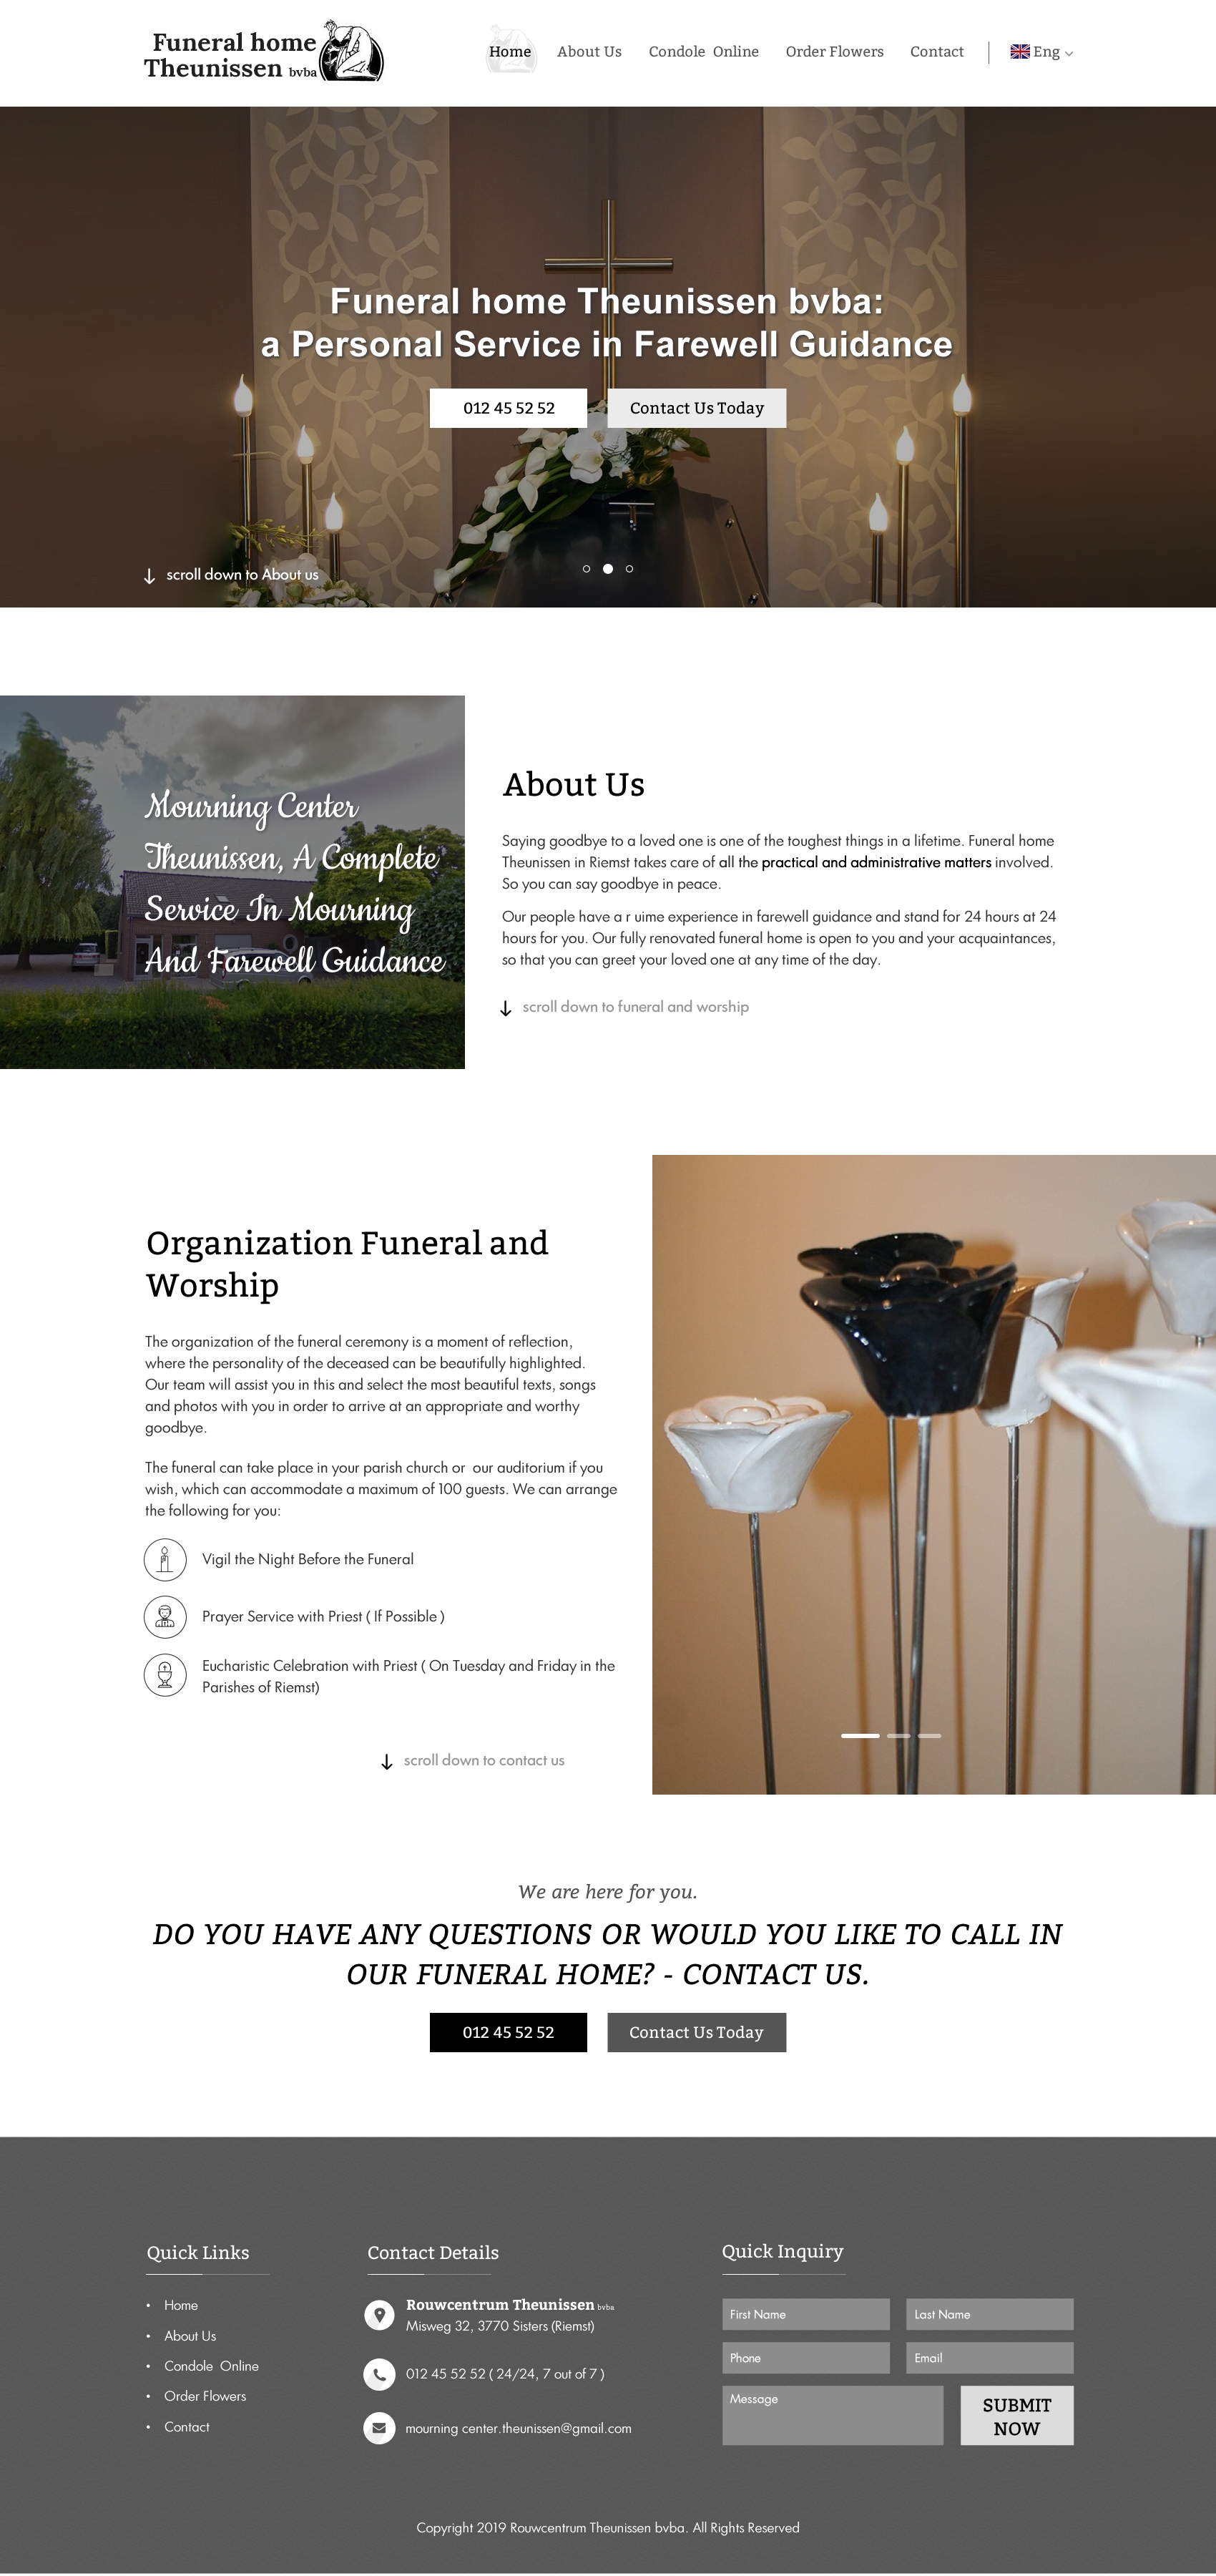 Funeral home
Theunissen bvba
Home About Us Condole Online Order Flowers Contact Eng
Funeral home Theunissen bvba:
a Personal Service in Farewell Guidance
012 45 52 52 Contact Us Today
scroll down to About us
Mourning Center
Theunissen, A Complete
Service In Mourning
And Farewell Guidance
About Us
Saying goodbye to a loved one is one of the toughest things in a lifetime. Funeral home
Theunissen in Riemst takes care of all the practical and administrative matters involved.
So you can say goodbye in peace.
Our people have a r uime experience in farewell guidance and stand for 24 hours at 24
hours for you. Our fully renovated funeral home is open to you and your acquaintances,
so that you can greet your loved one at any time of the day.
scroll down to funeral and worship
Organization Funeral and
Worship
The organization of the funeral ceremony is a moment of reflection,
where the personality of the deceased can be beautifully highlighted.
Our team will assist you in this and select the most beautiful texts, songs
and photos with you in order to arrive at an appropriate and worthy
goodbye.
The funeral can take place in your parish church or our auditorium if you
wish, which can accommodate a maximum of 100 guests. We can arrange
the following for you:
Vigil the Night Before the Funeral
Prayer Service with Priest ( If Possible )
Eucharistic Celebration with Priest ( On Tuesday and Friday in the
Parishes of Riemst)
scroll down to contact us
We are here for you.
DO YOU HAVE ANY QUESTIONS OR WOULD YOU LIKE TO CALL IN
OUR FUNERAL HOME? - CONTACT US.
012 45 52 52 Contact Us Today
Quick Links
• Home
• About Us
• Condole Online
• Order Flowers
• Contact
Contact Details
Rouwcentrum Theunissen bvba
Misweg 32, 3770 Sisters (Riemst)
012 45 52 52 ( 24/24, 7 out of 7 )
mourning center.theunissen@gmail.com
Quick Inquiry
First Name Last Name
Phone Email
Message
SUBMIT
NOW
Copyright 2019 Rouwcentrum Theunissen bvba. All Rights Reserved